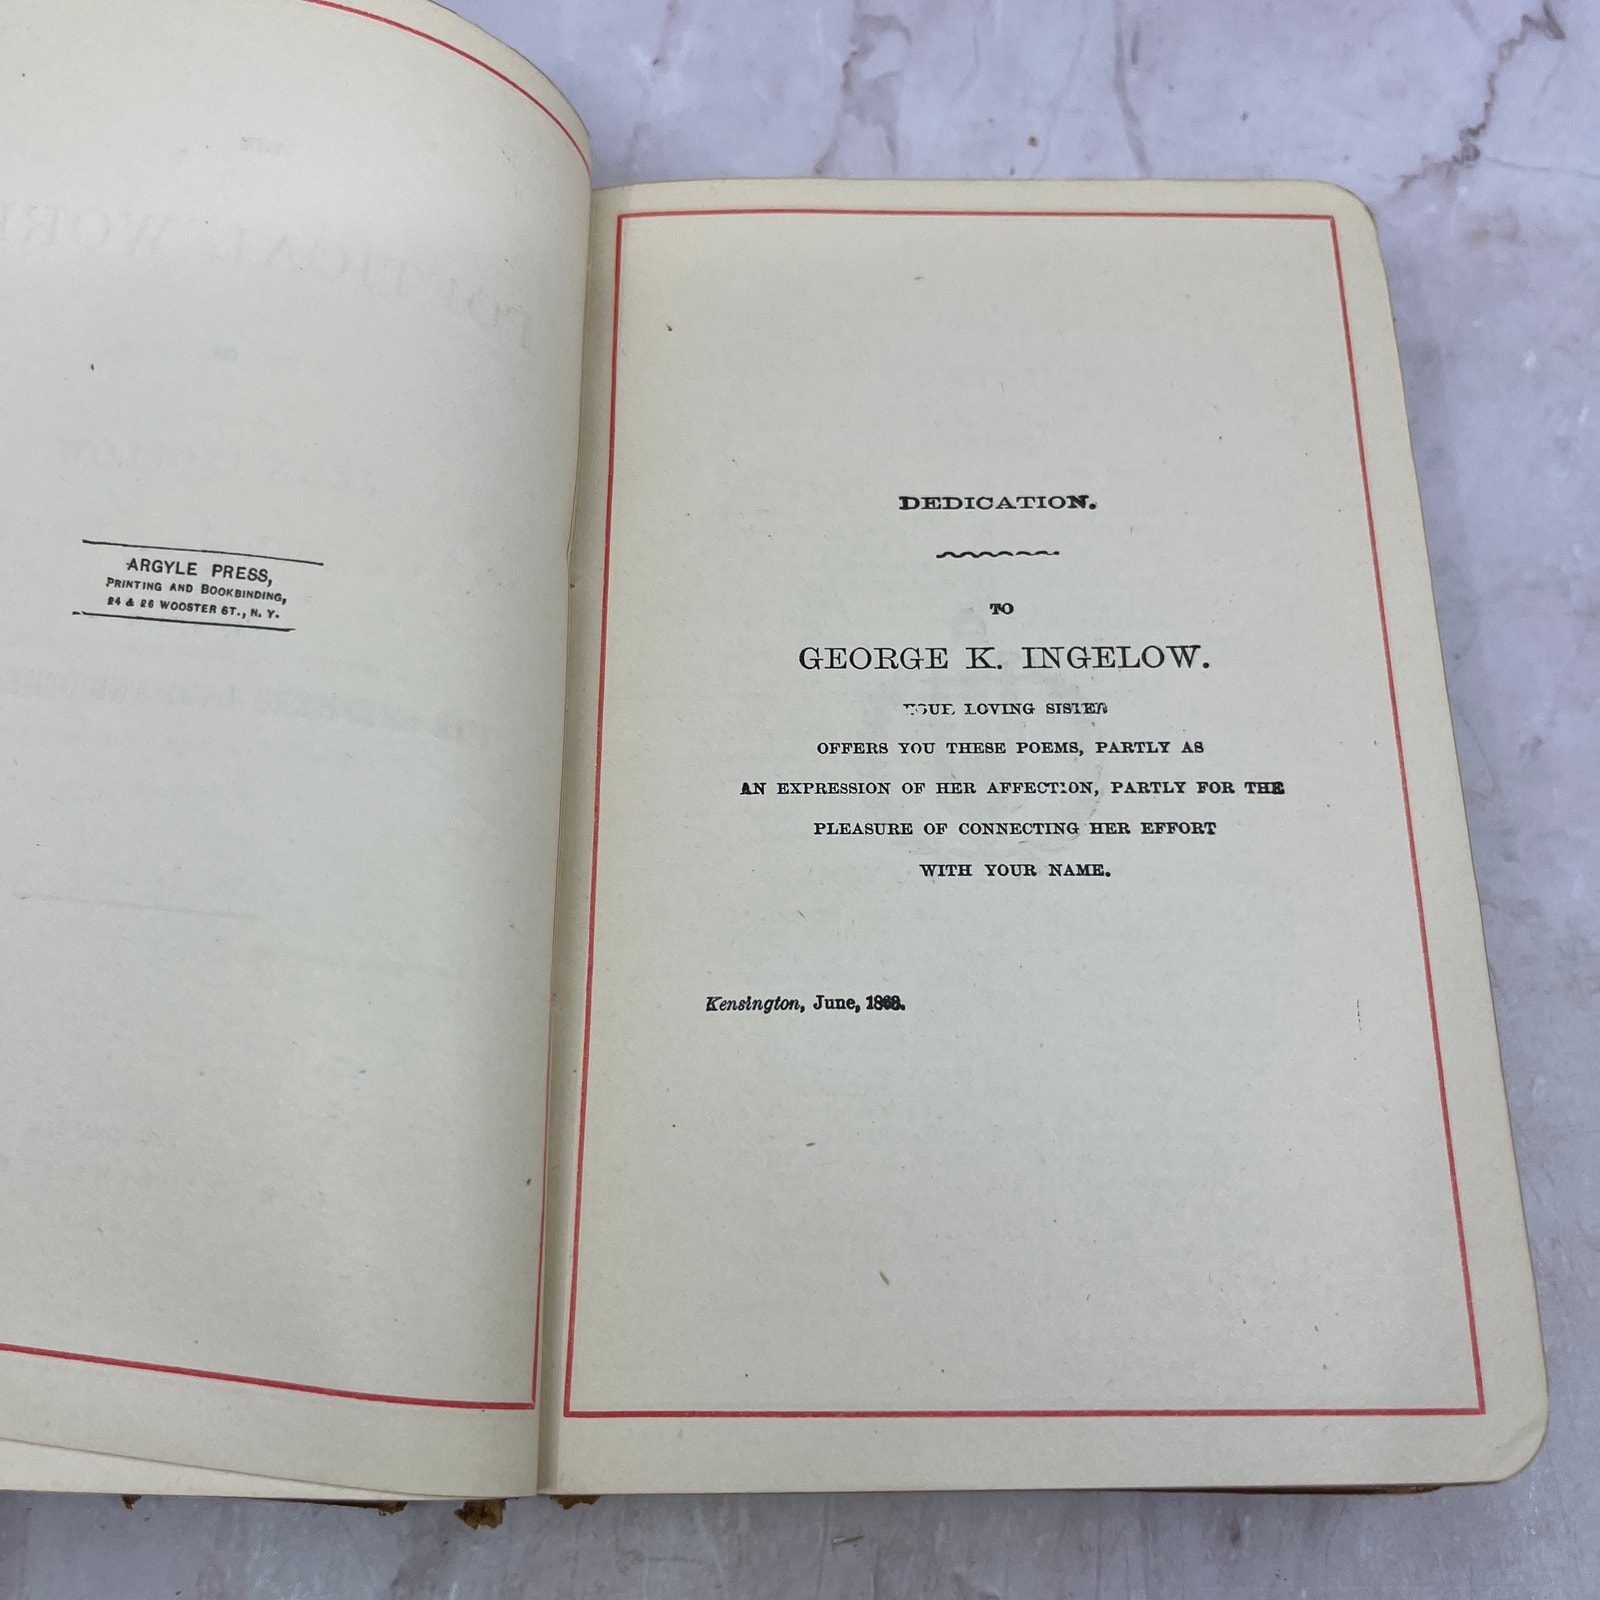 ARGYLE PRESS,
PRINTING AND BOOKBINDING,
24 & 26 WOOSTER ST., N. Y.
DEDICATION.
TO
GEORGE K. INGELOW.
YOUR LOVING SISTER
OFFERS YOU THESE POEMS, PARTLY AS
AN EXPRESSION OF HER AFFECTION, PARTLY FOR THE
PLEASURE OF CONNECTING HER EFFORT
WITH YOUR NAME.
Kensington, June, 1863.